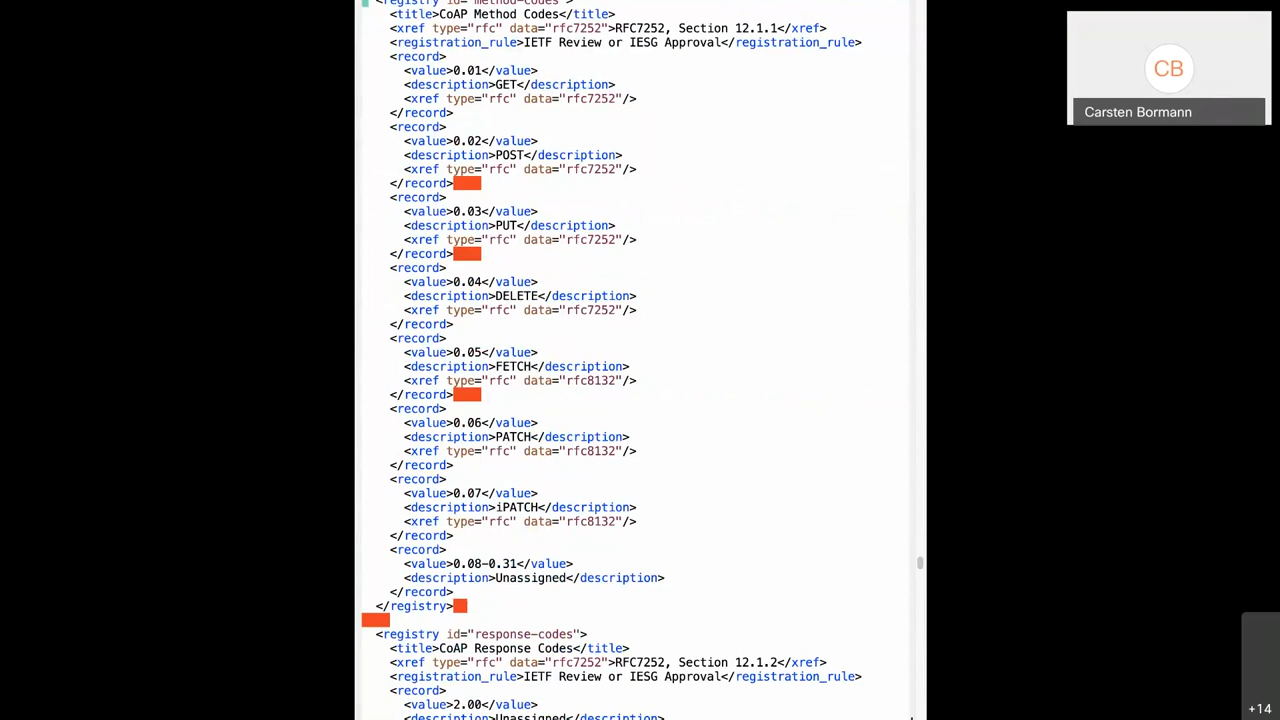 <registry id="method-codes">
<title>CoAP Method Codes</title>
<xref type="rfc" data="rfc7252">RFC7252, Section 12.1.1</xref>
<registration_rule>IETF Review or IESG Approval</registration_rule>
<record>
<value>0.01</value>
<description>GET</description>
<xref type="rfc" data="rfc7252"/>
</record>
<record>
<value>0.02</value>
<description>POST</description>
<xref type="rfc" data="rfc7252"/>
</record>
<record>
<value>0.03</value>
<description>PUT</description>
<xref type="rfc" data="rfc7252"/>
</record>
<record>
<value>0.04</value>
<description>DELETE</description>
<xref type="rfc" data="rfc7252"/>
</record>
<record>
<value>0.05</value>
<description>FETCH</description>
<xref type="rfc" data="rfc8132"/>
</record>
<record>
<value>0.06</value>
<description>PATCH</description>
<xref type="rfc" data="rfc8132"/>
</record>
<record>
<value>0.07</value>
<description>iPATCH</description>
<xref type="rfc" data="rfc8132"/>
</record>
<record>
<value>0.08-0.31</value>
<description>Unassigned</description>
</record>
</registry>
<registry id="response-codes">
<title>CoAP Response Codes</title>
<xref type="rfc" data="rfc7252">RFC7252, Section 12.1.2</xref>
<registration_rule>IETF Review or IESG Approval</registration_rule>
<record>
<value>2.00</value>
<description>Unassigned</description>
CB
Carsten Bormann
+14